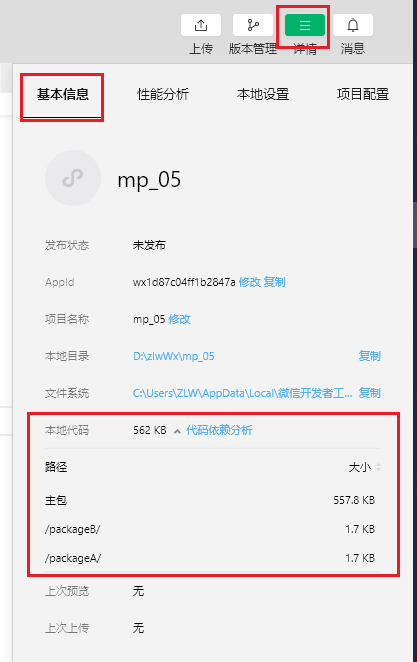 上传 版本管理 详情 消息
基本信息 性能分析 本地设置 项目配置
mp_05
发布状态 未发布
AppId wx1d87c04ff1b2847a 修改 复制
项目名称 mp_05 修改
本地目录 D:\zlwWx\mp_05 复制
文件系统 C:\Users\ZLW\AppData\Local\微信开发者工... 复制
本地代码 562 KB 代码依赖分析
路径 大小
主包 557.8 KB
/packageB/ 1.7 KB
/packageA/ 1.7 KB
上次预览 无
上次上传 无